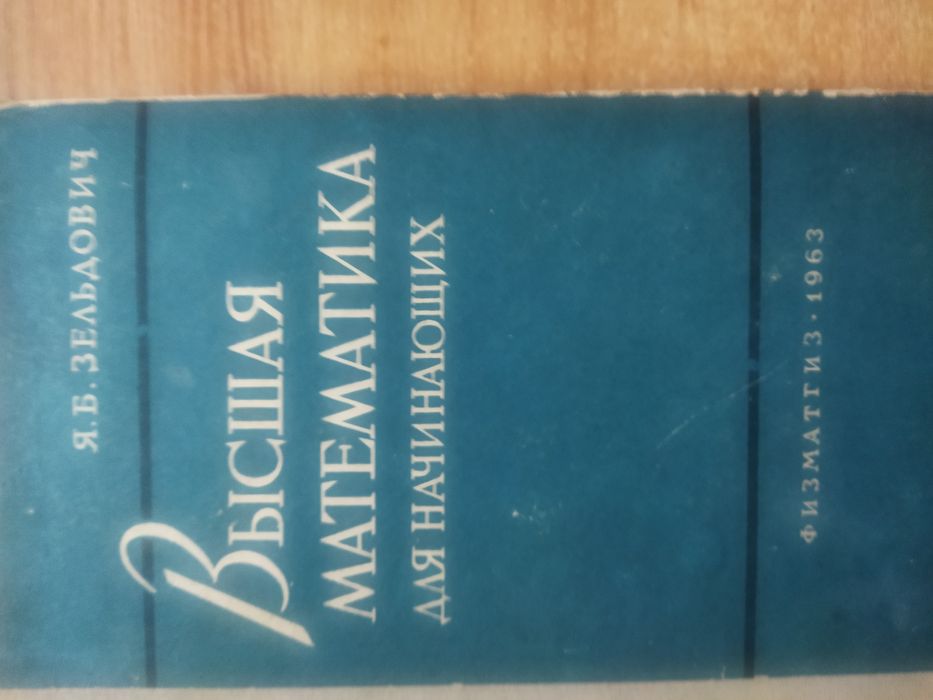 Я. Б. ЗЕЛЬДОВИЧ
ВЫСШАЯ
МАТЕМАТИКА
ДЛЯ НАЧИНАЮЩИХ
ФИЗМАТГИЗ · 1963